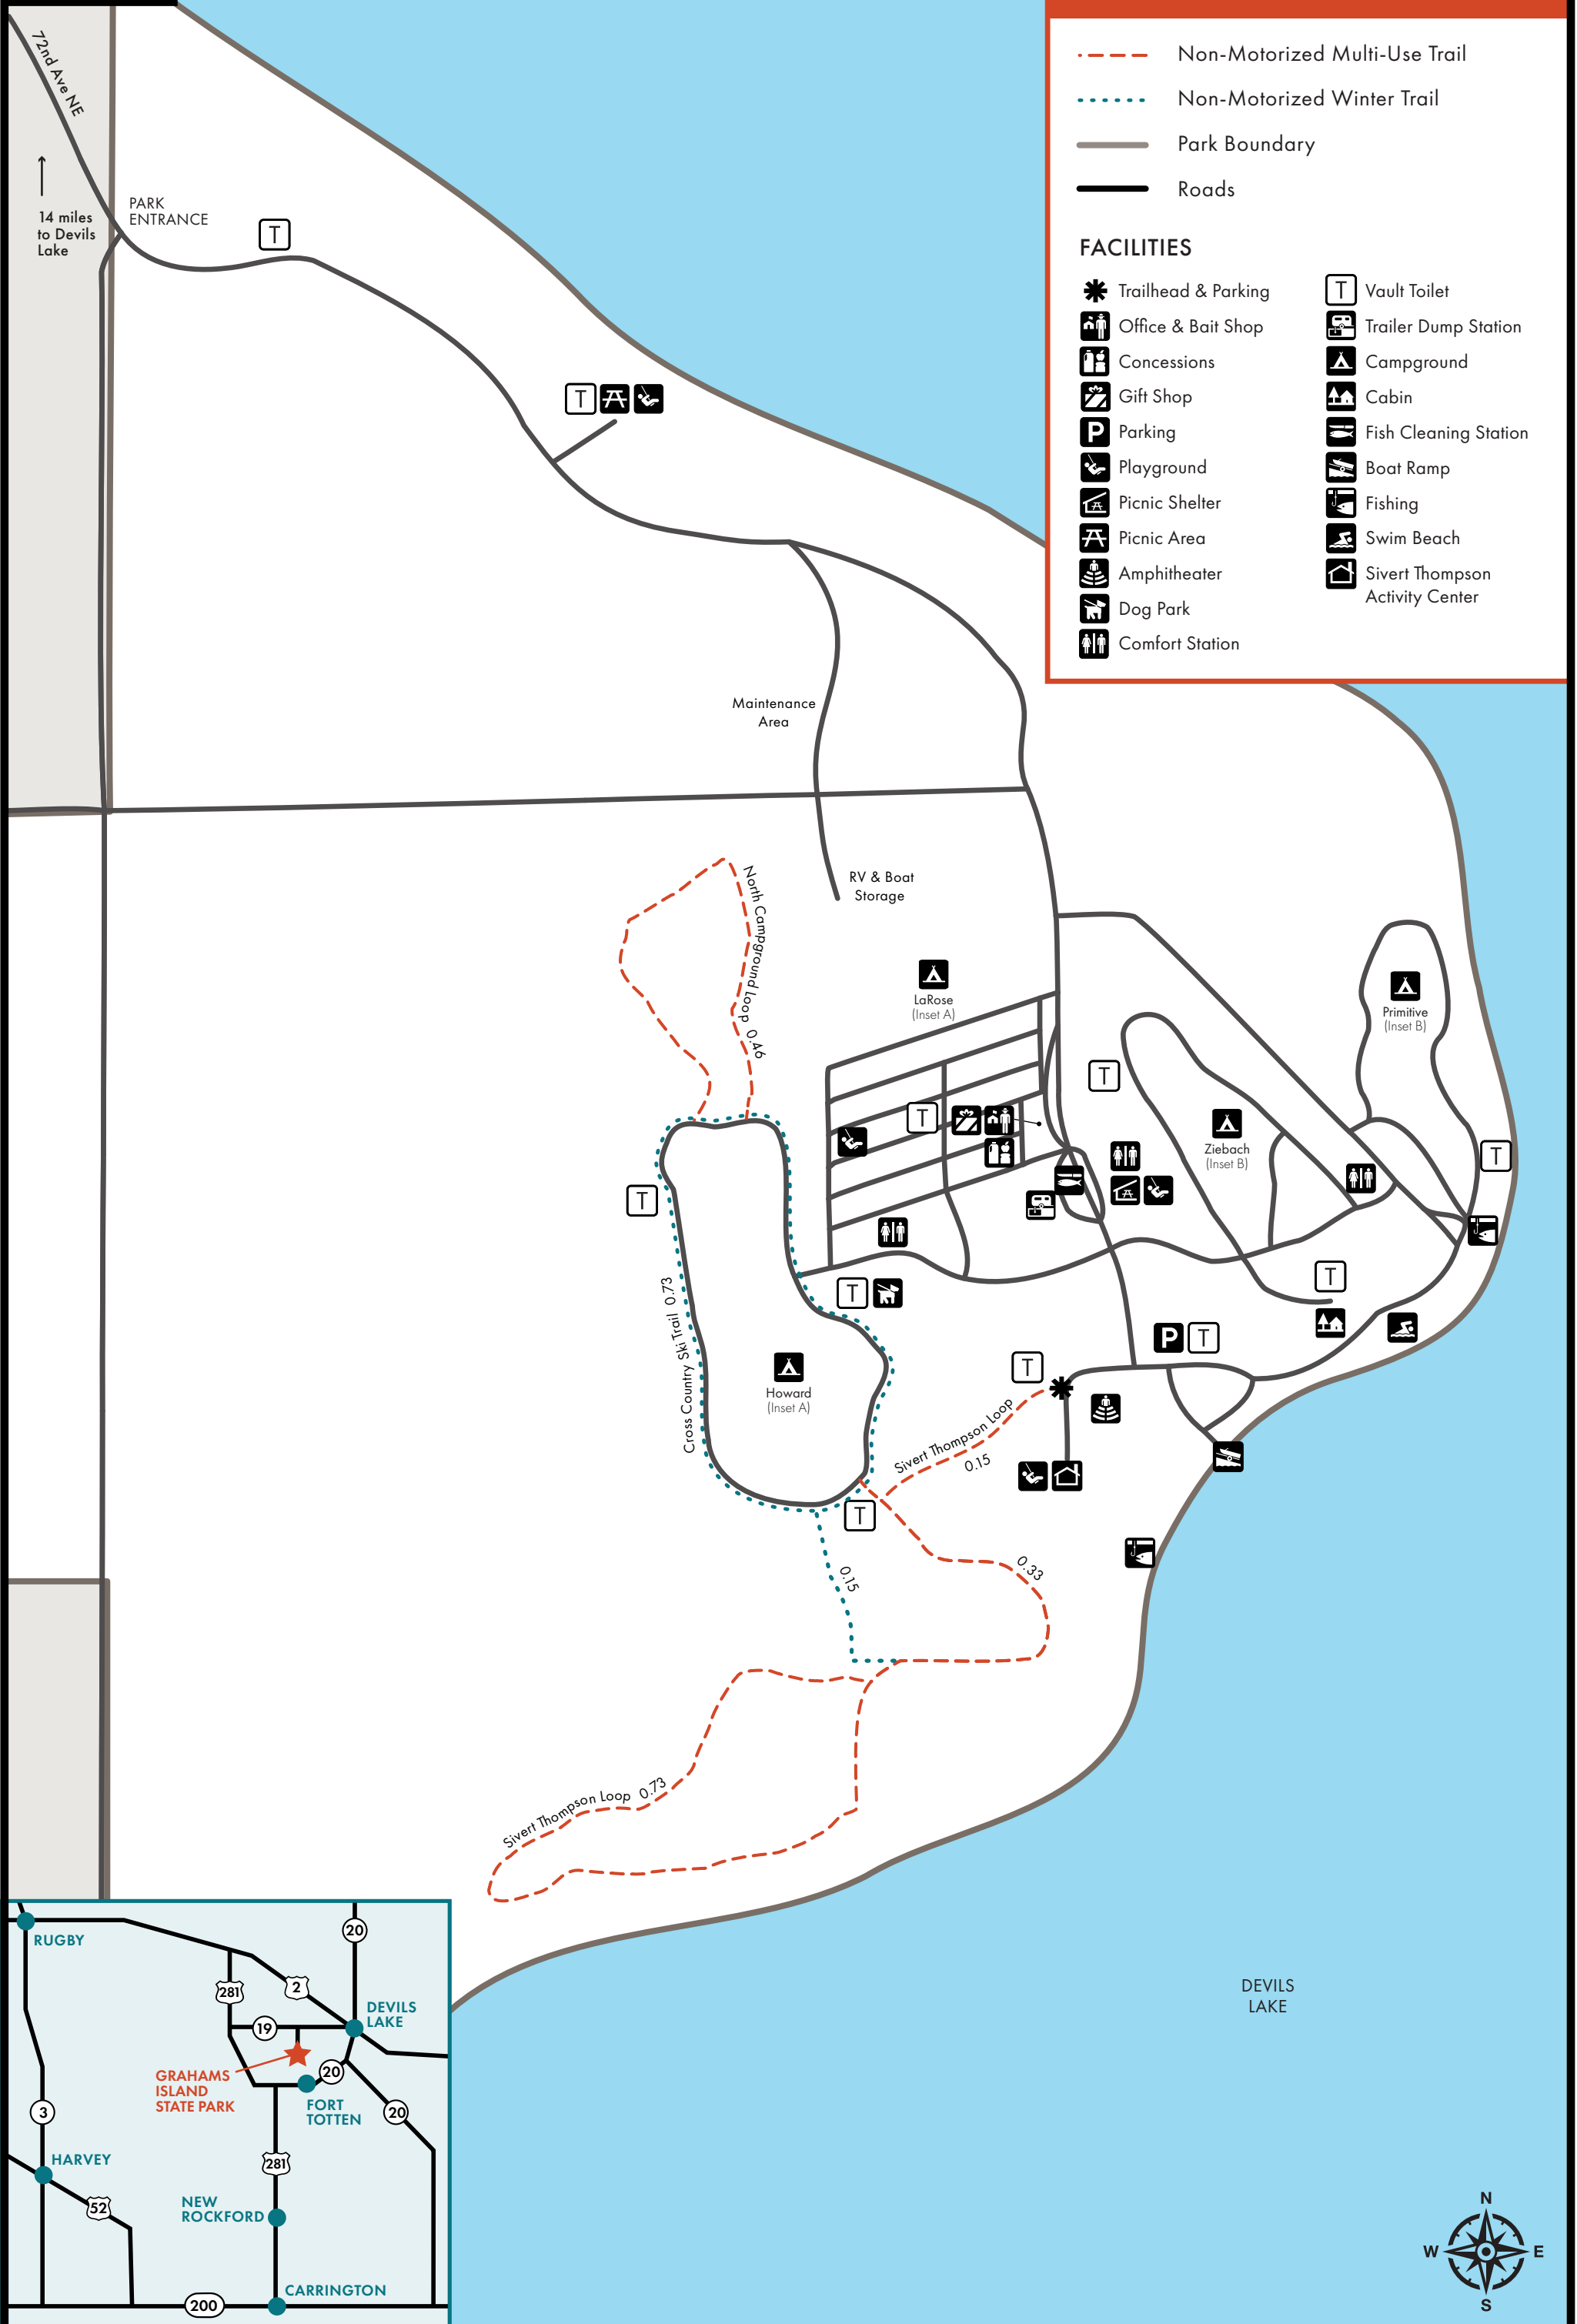 72nd Ave NE
14 miles
to Devils
Lake
PARK
ENTRANCE
T
T
Non-Motorized Multi-Use Trail
Non-Motorized Winter Trail
Park Boundary
Roads
FACILITIES
Trailhead & Parking
Office & Bait Shop
Concessions
Gift Shop
P Parking
Playground
Picnic Shelter
Picnic Area
Amphitheater
Dog Park
Comfort Station
T Vault Toilet
Trailer Dump Station
Campground
Cabin
Fish Cleaning Station
Boat Ramp
Fishing
Swim Beach
Sivert Thompson
Activity Center
Maintenance
Area
RV & Boat
Storage
North Campground Loop 0.46
LaRose
(Inset A)
Primitive
(Inset B)
T
T
Ziebach
(Inset B)
T
T
Cross Country Ski Trail 0.73
T
T
P T
T
Howard
(Inset A)
Sivert Thompson Loop
0.15
T
0.33
0.15
Sivert Thompson Loop 0.73
DEVILS
LAKE
RUGBY
20
281
2
19
DEVILS
LAKE
GRAHAMS
ISLAND
STATE PARK
20
FORT
TOTTEN
20
3
HARVEY
281
52
NEW
ROCKFORD
CARRINGTON
200
N
W E
S